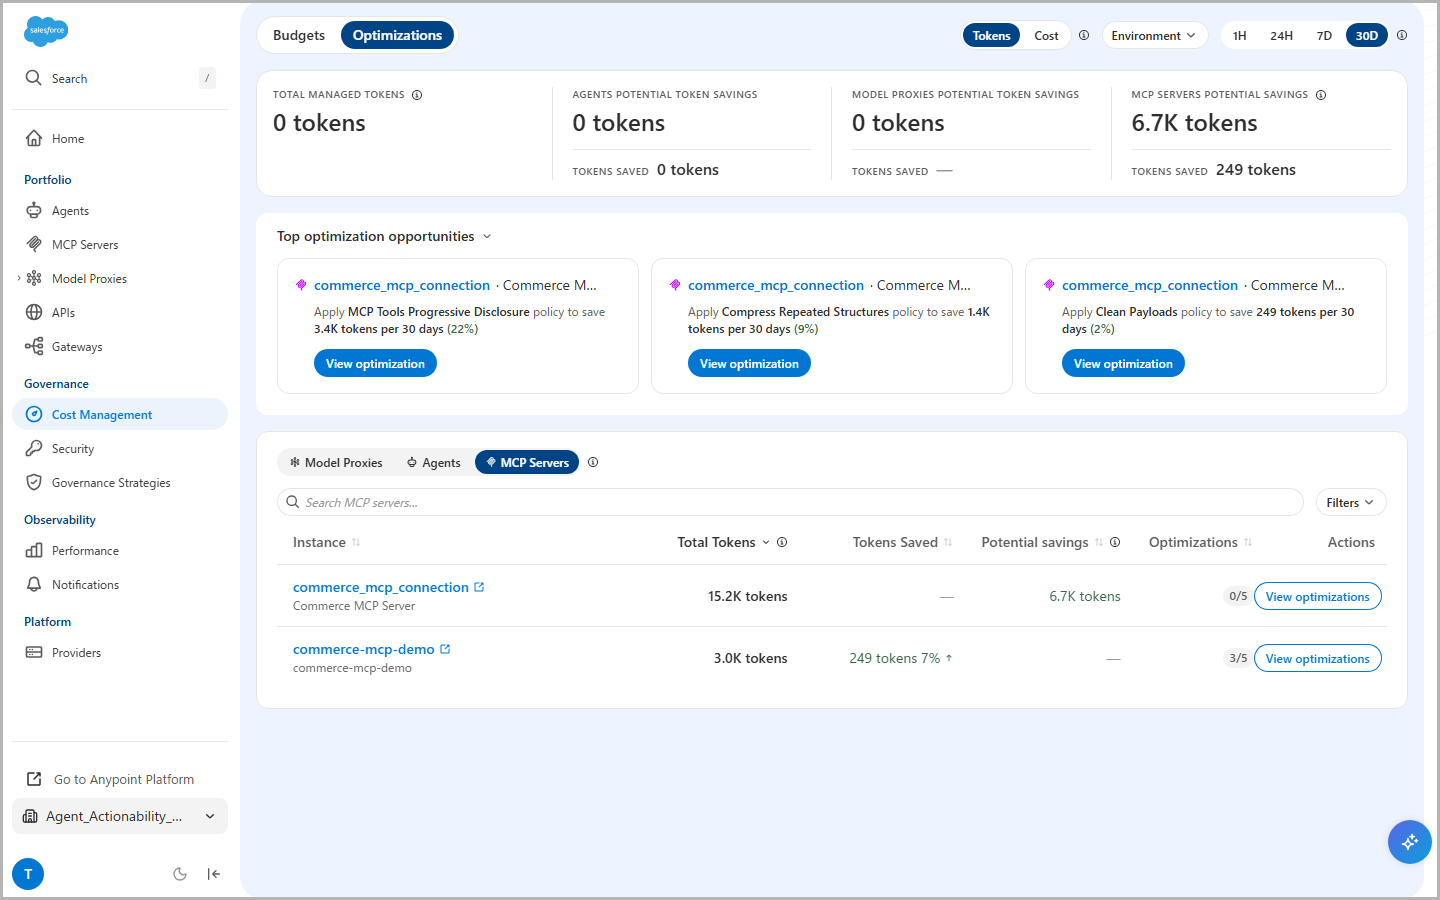 salesforce
Search /
Home
Portfolio
Agents
MCP Servers
Model Proxies
APIs
Gateways
Governance
Cost Management
Security
Governance Strategies
Observability
Performance
Notifications
Platform
Providers
Go to Anypoint Platform
Agent_Actionability_...
T
Budgets Optimizations
Tokens Cost Environment 1H 24H 7D 30D
TOTAL MANAGED TOKENS
0 tokens
AGENTS POTENTIAL TOKEN SAVINGS
0 tokens
TOKENS SAVED 0 tokens
MODEL PROXIES POTENTIAL TOKEN SAVINGS
0 tokens
TOKENS SAVED —
MCP SERVERS POTENTIAL SAVINGS
6.7K tokens
TOKENS SAVED 249 tokens
Top optimization opportunities
commerce_mcp_connection · Commerce M...
Apply MCP Tools Progressive Disclosure policy to save
3.4K tokens per 30 days (22%)
View optimization
commerce_mcp_connection · Commerce M...
Apply Compress Repeated Structures policy to save 1.4K
tokens per 30 days (9%)
View optimization
commerce_mcp_connection · Commerce M...
Apply Clean Payloads policy to save 249 tokens per 30
days (2%)
View optimization
Model Proxies Agents MCP Servers
Search MCP servers...
Filters
Instance Total Tokens Tokens Saved Potential savings Optimizations Actions
commerce_mcp_connection 15.2K tokens — 6.7K tokens 0/5 View optimizations
Commerce MCP Server
commerce-mcp-demo 3.0K tokens 249 tokens 7% ↑ — 3/5 View optimizations
commerce-mcp-demo